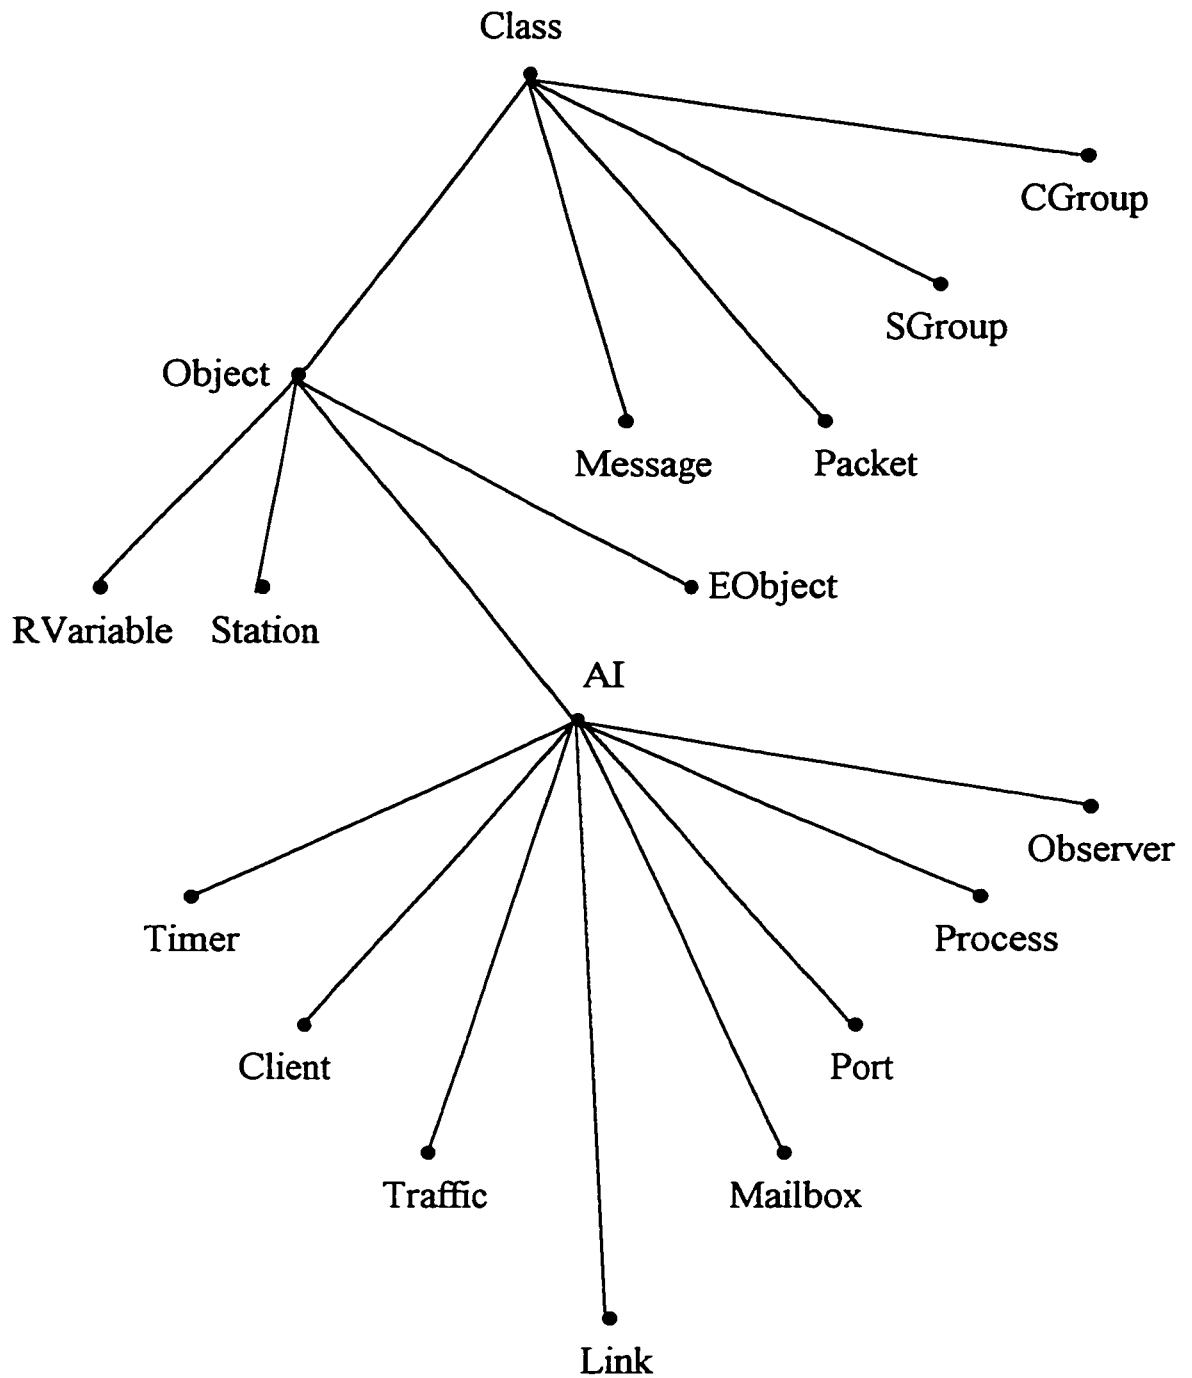 Class
CGroup
SGroup
Object
Message
Packet
EObject
RVariable
Station
AI
Observer
Timer
Process
Client
Port
Traffic
Mailbox
Link